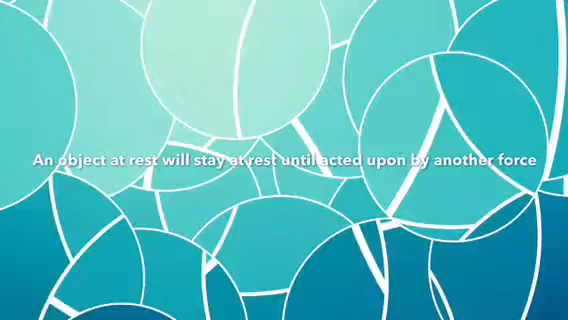 An object at rest will stay at rest until acted upon by another force